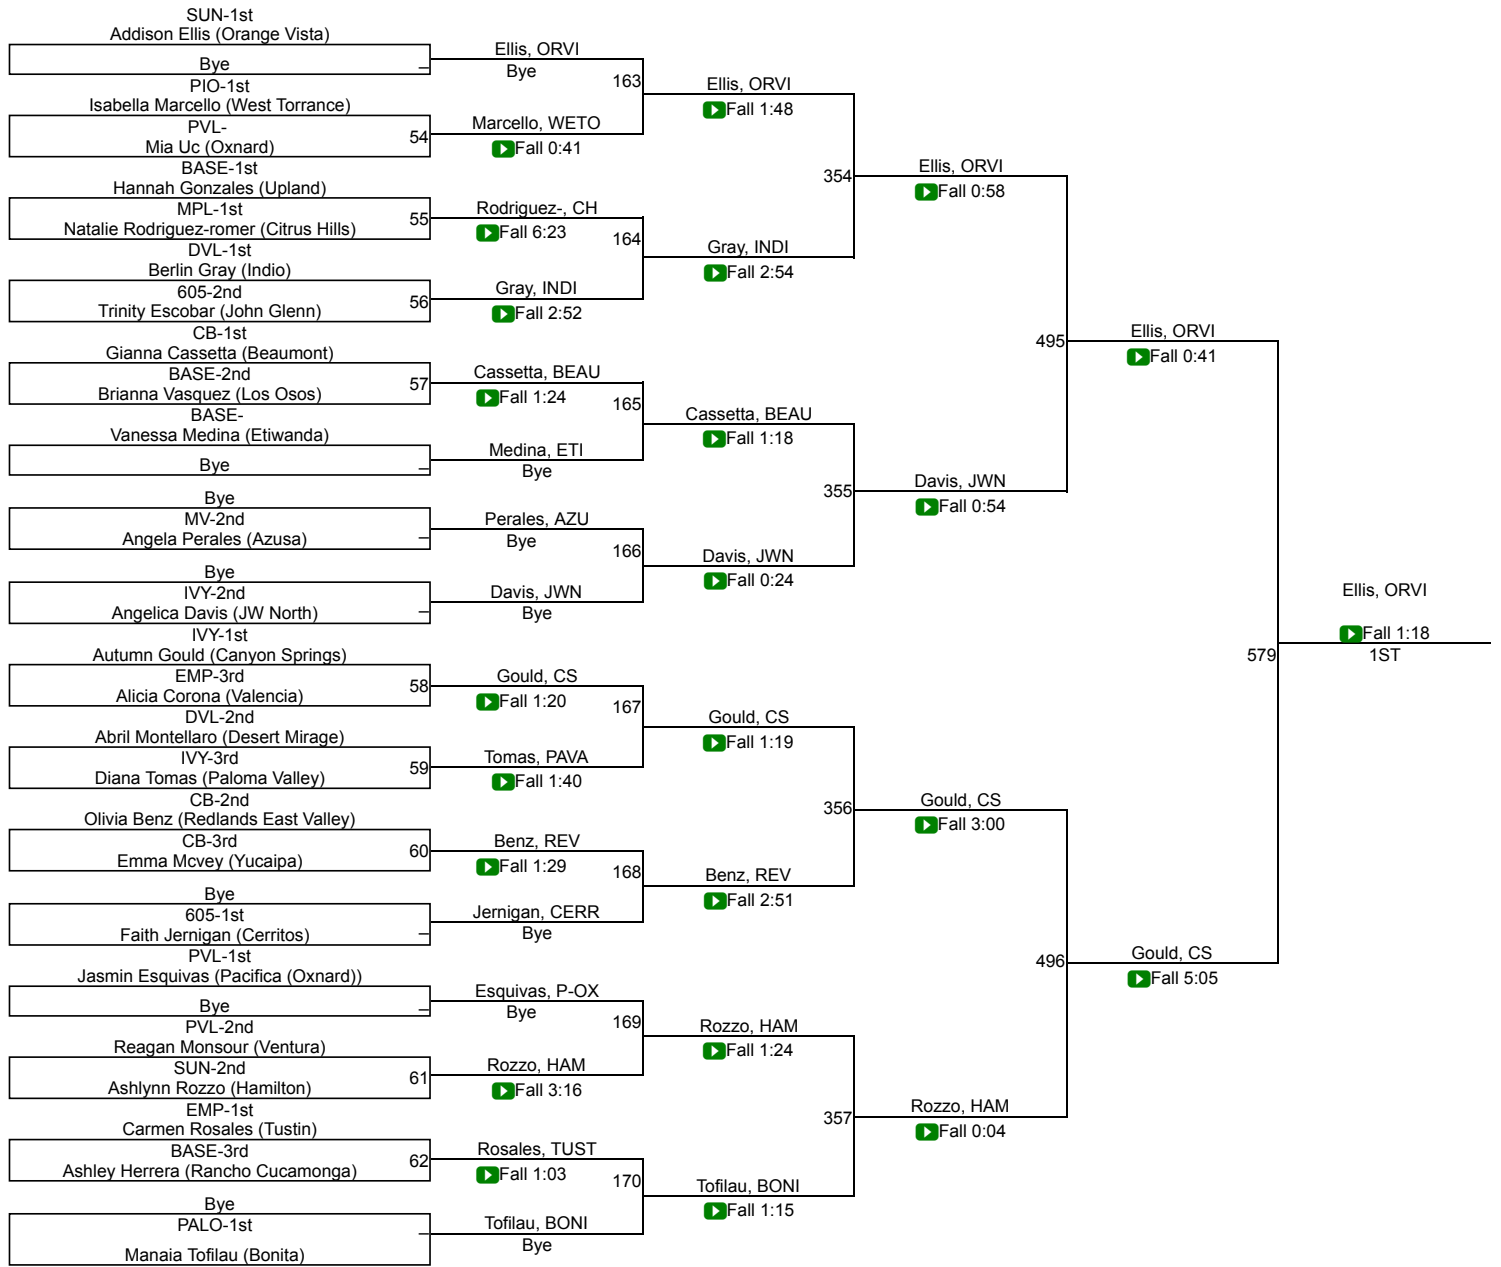 SUN-1st
Addison Ellis (Orange Vista)
Bye
PIO-1st
Isabella Marcello (West Torrance)
PVL-
Mia Uc (Oxnard)
54
BASE-1st
Hannah Gonzales (Upland)
MPL-1st
Natalie Rodriguez-romer (Citrus Hills)
55
DVL-1st
Berlin Gray (Indio)
605-2nd
Trinity Escobar (John Glenn)
56
CB-1st
Gianna Cassetta (Beaumont)
BASE-2nd
Brianna Vasquez (Los Osos)
57
BASE-
Vanessa Medina (Etiwanda)
Bye
Bye
MV-2nd
Angela Perales (Azusa)
Bye
IVY-2nd
Angelica Davis (JW North)
IVY-1st
Autumn Gould (Canyon Springs)
EMP-3rd
Alicia Corona (Valencia)
58
DVL-2nd
Abril Montellaro (Desert Mirage)
IVY-3rd
Diana Tomas (Paloma Valley)
59
CB-2nd
Olivia Benz (Redlands East Valley)
CB-3rd
Emma Mcvey (Yucaipa)
60
Bye
605-1st
Faith Jernigan (Cerritos)
PVL-1st
Jasmin Esquivas (Pacifica (Oxnard))
Bye
PVL-2nd
Reagan Monsour (Ventura)
SUN-2nd
Ashlynn Rozzo (Hamilton)
61
EMP-1st
Carmen Rosales (Tustin)
BASE-3rd
Ashley Herrera (Rancho Cucamonga)
62
Bye
PALO-1st
Manaia Tofilau (Bonita)
Ellis, ORVI
Bye
163
Marcello, WETO
Fall 0:41
Rodriguez-, CH
Fall 6:23
164
Gray, INDI
Fall 2:52
Cassetta, BEAU
Fall 1:24
165
Medina, ETI
Bye
Perales, AZU
Bye
166
Davis, JWN
Bye
Gould, CS
Fall 1:20
167
Tomas, PAVA
Fall 1:40
Benz, REV
Fall 1:29
168
Jernigan, CERR
Bye
Esquivas, P-OX
Bye
169
Rozzo, HAM
Fall 3:16
Rosales, TUST
Fall 1:03
170
Tofilau, BONI
Bye
Ellis, ORVI
Fall 1:48
354
Gray, INDI
Fall 2:54
Cassetta, BEAU
Fall 1:18
355
Davis, JWN
Fall 0:24
Gould, CS
Fall 1:19
356
Benz, REV
Fall 2:51
Rozzo, HAM
Fall 1:24
357
Tofilau, BONI
Fall 1:15
Ellis, ORVI
Fall 0:58
495
Davis, JWN
Fall 0:54
Gould, CS
Fall 3:00
496
Rozzo, HAM
Fall 0:04
Ellis, ORVI
Fall 0:41
579
Gould, CS
Fall 5:05
Ellis, ORVI
Fall 1:18
1ST